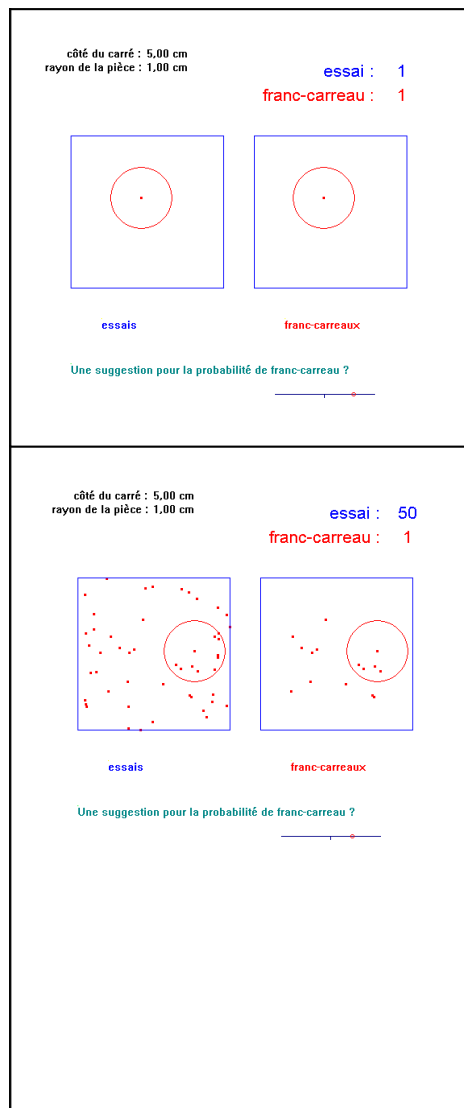 côté du carré : 5,00 cm
rayon de la pièce : 1,00 cm
essai : 1
franc-carreau : 1
essais
franc-carreaux
Une suggestion pour la probabilité de franc-carreau ?
côté du carré : 5,00 cm
rayon de la pièce : 1,00 cm
essai : 50
franc-carreau : 1
essais
franc-carreaux
Une suggestion pour la probabilité de franc-carreau ?